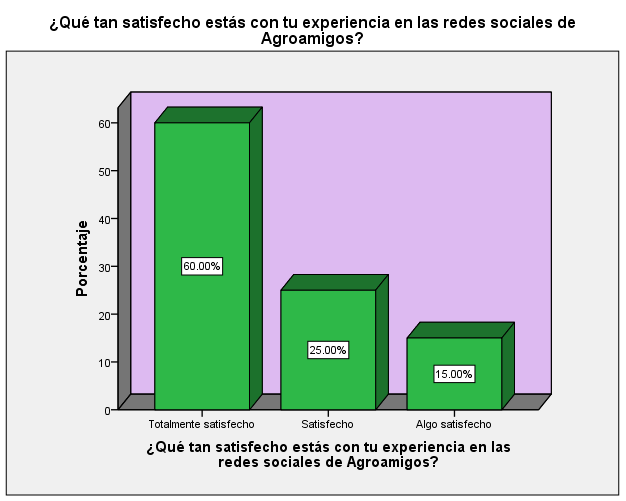 ¿Qué tan satisfecho estás con tu experiencia en las redes sociales de
Agroamigos?
60
50
40
30
20
10
0
Porcentaje
60.00%
25.00%
15.00%
Totalmente satisfecho
Satisfecho
Algo satisfecho
¿Qué tan satisfecho estás con tu experiencia en las
redes sociales de Agroamigos?